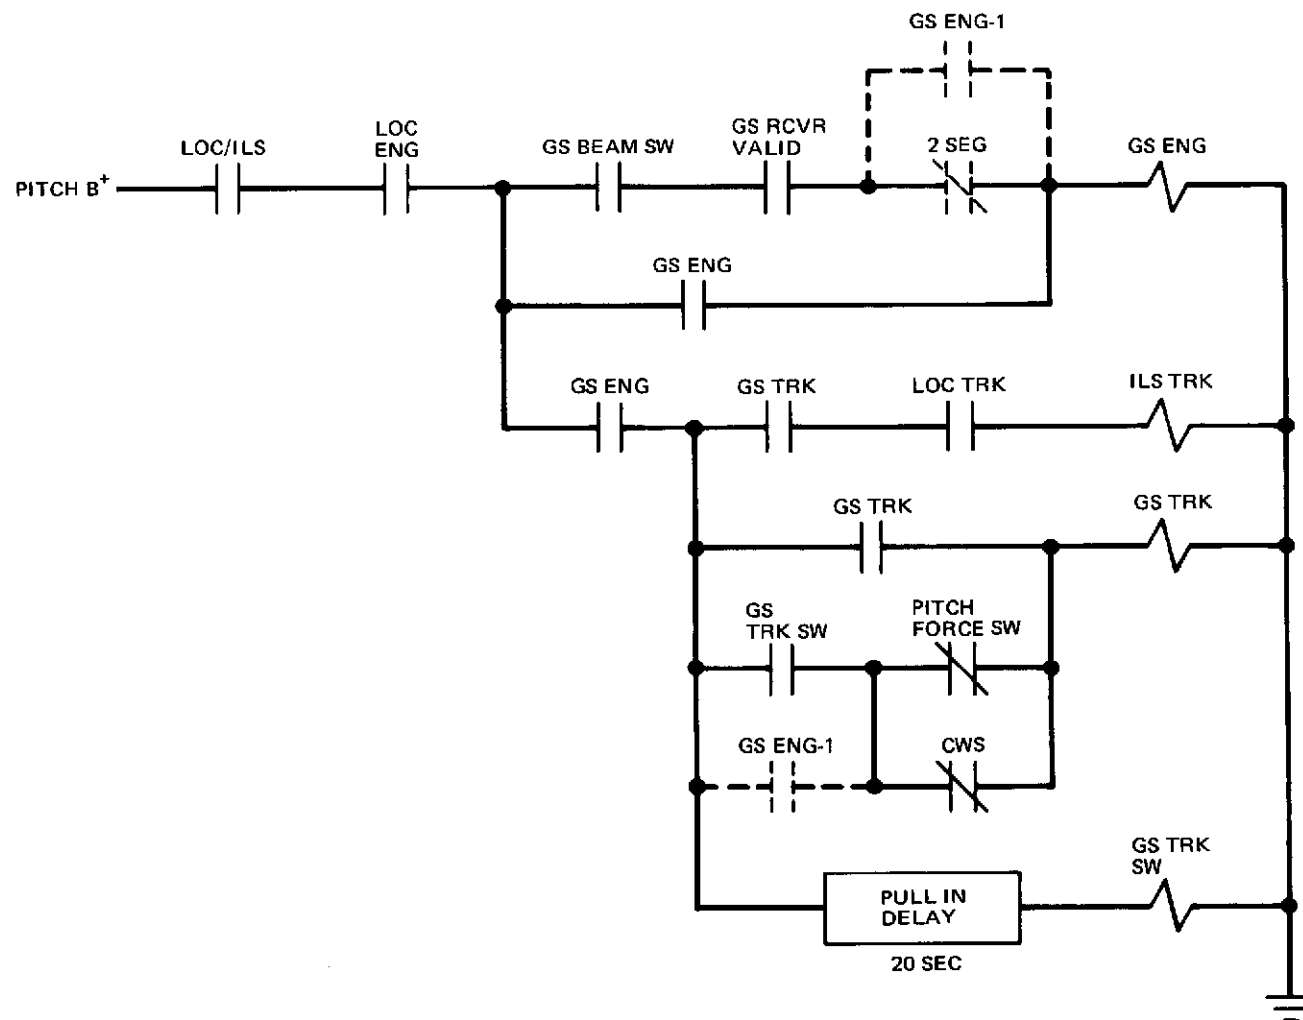 GS ENG-1
LOC/ILS
LOC
ENG
GS BEAM SW
GS RCVR
VALID
2 SEG
GS ENG
PITCH B+
GS ENG
GS ENG
GS TRK
LOC TRK
ILS TRK
GS TRK
GS TRK
GS
TRK SW
PITCH
FORCE SW
GS ENG-1
CWS
GS TRK
SW
PULL IN
DELAY
20 SEC